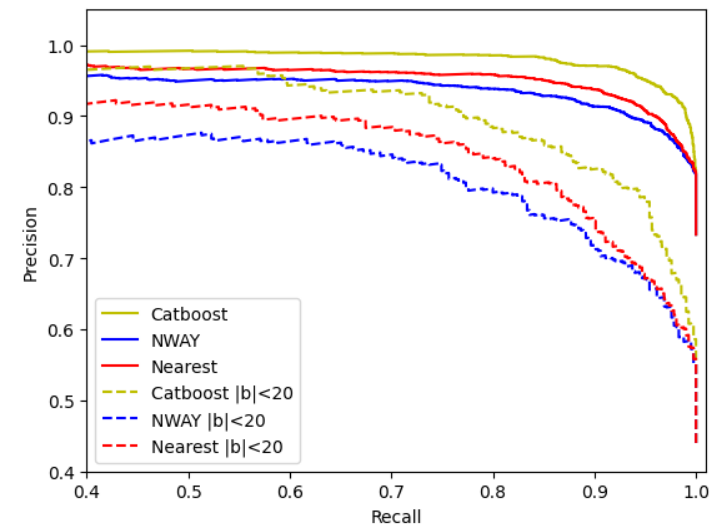 1.0
0.9
0.8
0.7
0.6
0.5
0.4
Precision
Catboost
NWAY
Nearest
Catboost |b|<20
NWAY |b|<20
Nearest |b|<20
0.4 0.5 0.6 0.7 0.8 0.9 1.0
Recall